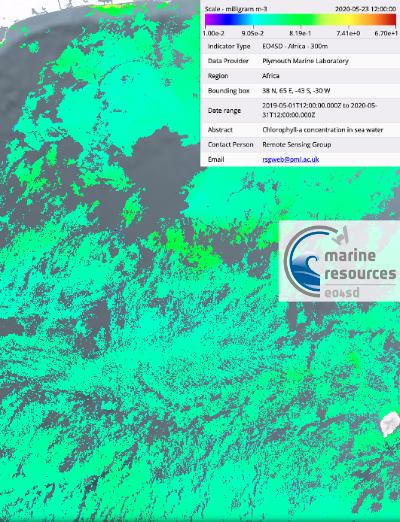 Scale - milligram m-3 2020-05-23 12:00:00
1.00e-2 9.05e-2 8.19e-1 7.41e+0 6.70e+1
Indicator Type EO4SD - Africa - 300m
Data Provider Plymouth Marine Laboratory
Region Africa
Bounding box 38 N, 65 E, -43 S, -30 W
Date range 2019-05-01T12:00:00.000Z to 2020-05-
31T12:00:00.000Z
Abstract Chlorophyll-a concentration in sea water
Contact Person Remote Sensing Group
Email rsgweb@pml.ac.uk
marine
resources
eo4sd